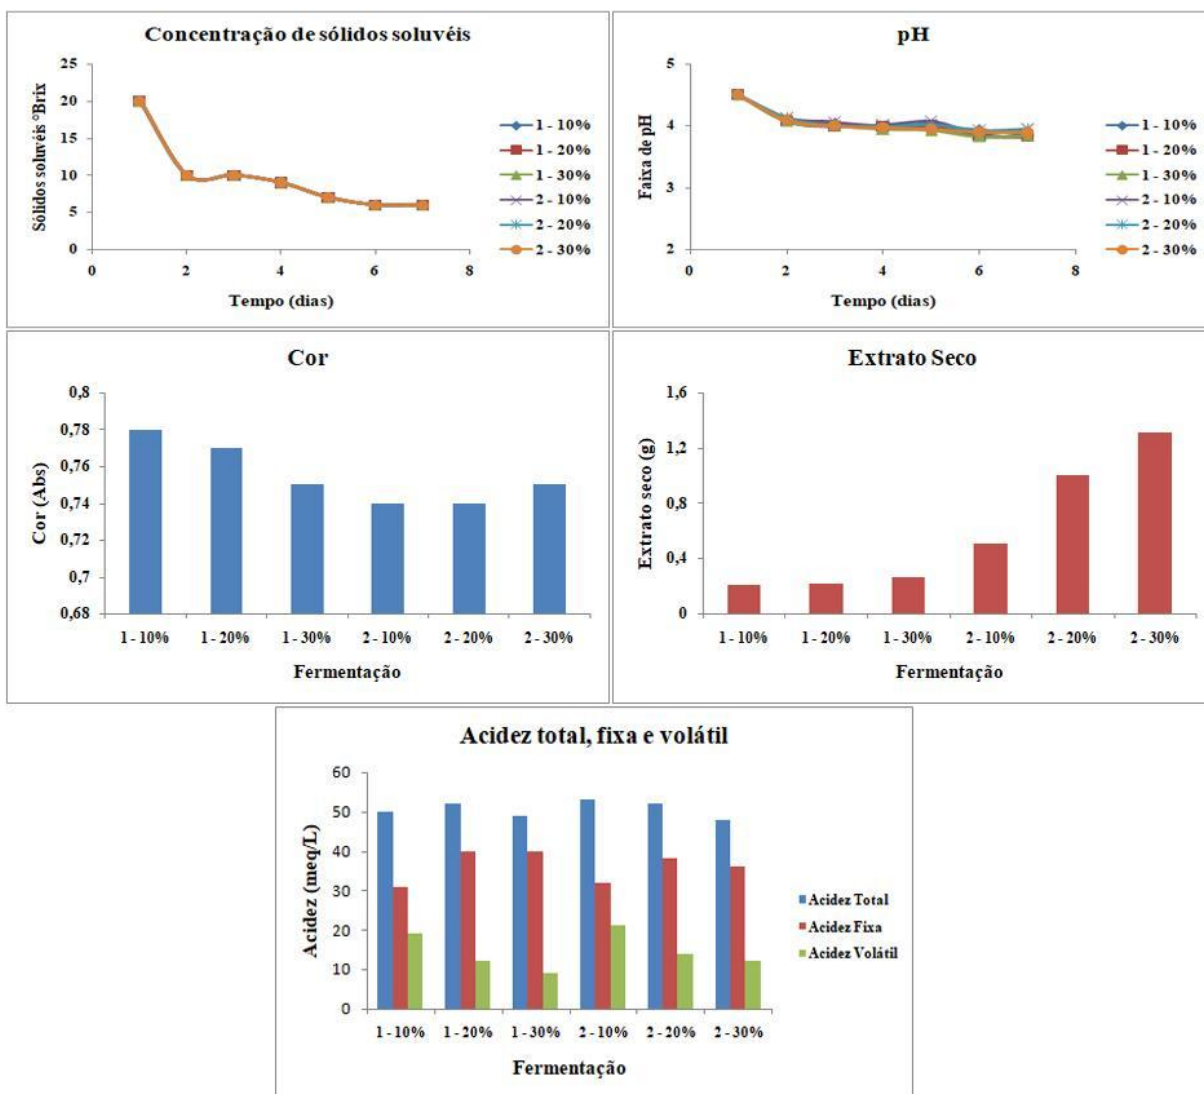 Concentração de sólidos soluvéis
Sólidos soluvéis °Brix
25
20
15
10
5
0
0 2 4 6 8
Tempo (dias)
1 - 10%
1 - 20%
1 - 30%
2 - 10%
2 - 20%
2 - 30%
pH
Faixa de pH
5
4
3
2
0 2 4 6 8
Tempo (dias)
1 - 10%
1 - 20%
1 - 30%
2 - 10%
2 - 20%
2 - 30%
Cor
Cor (Abs)
0,8
0,78
0,76
0,74
0,72
0,7
0,68
1 - 10% 1 - 20% 1 - 30% 2 - 10% 2 - 20% 2 - 30%
Fermentação
Extrato Seco
Extrato seco (g)
1,6
1,2
0,8
0,4
0
1 - 10% 1 - 20% 1 - 30% 2 - 10% 2 - 20% 2 - 30%
Fermentação
Acidez total, fixa e volátil
Acidez (meq/L)
60
50
40
30
20
10
0
1 - 10% 1 - 20% 1 - 30% 2 - 10% 2 - 20% 2 - 30%
Fermentação
Acidez Total
Acidez Fixa
Acidez Volátil